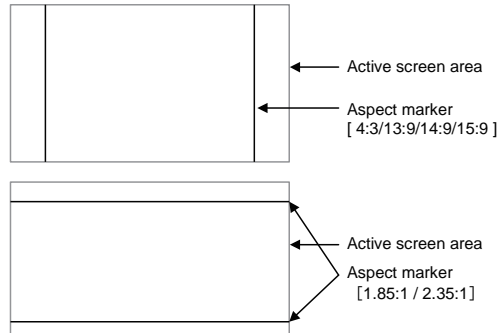 Active screen area
Aspect marker
[ 4:3/13:9/14:9/15:9 ]
Active screen area
Aspect marker
［1.85:1 / 2.35:1］